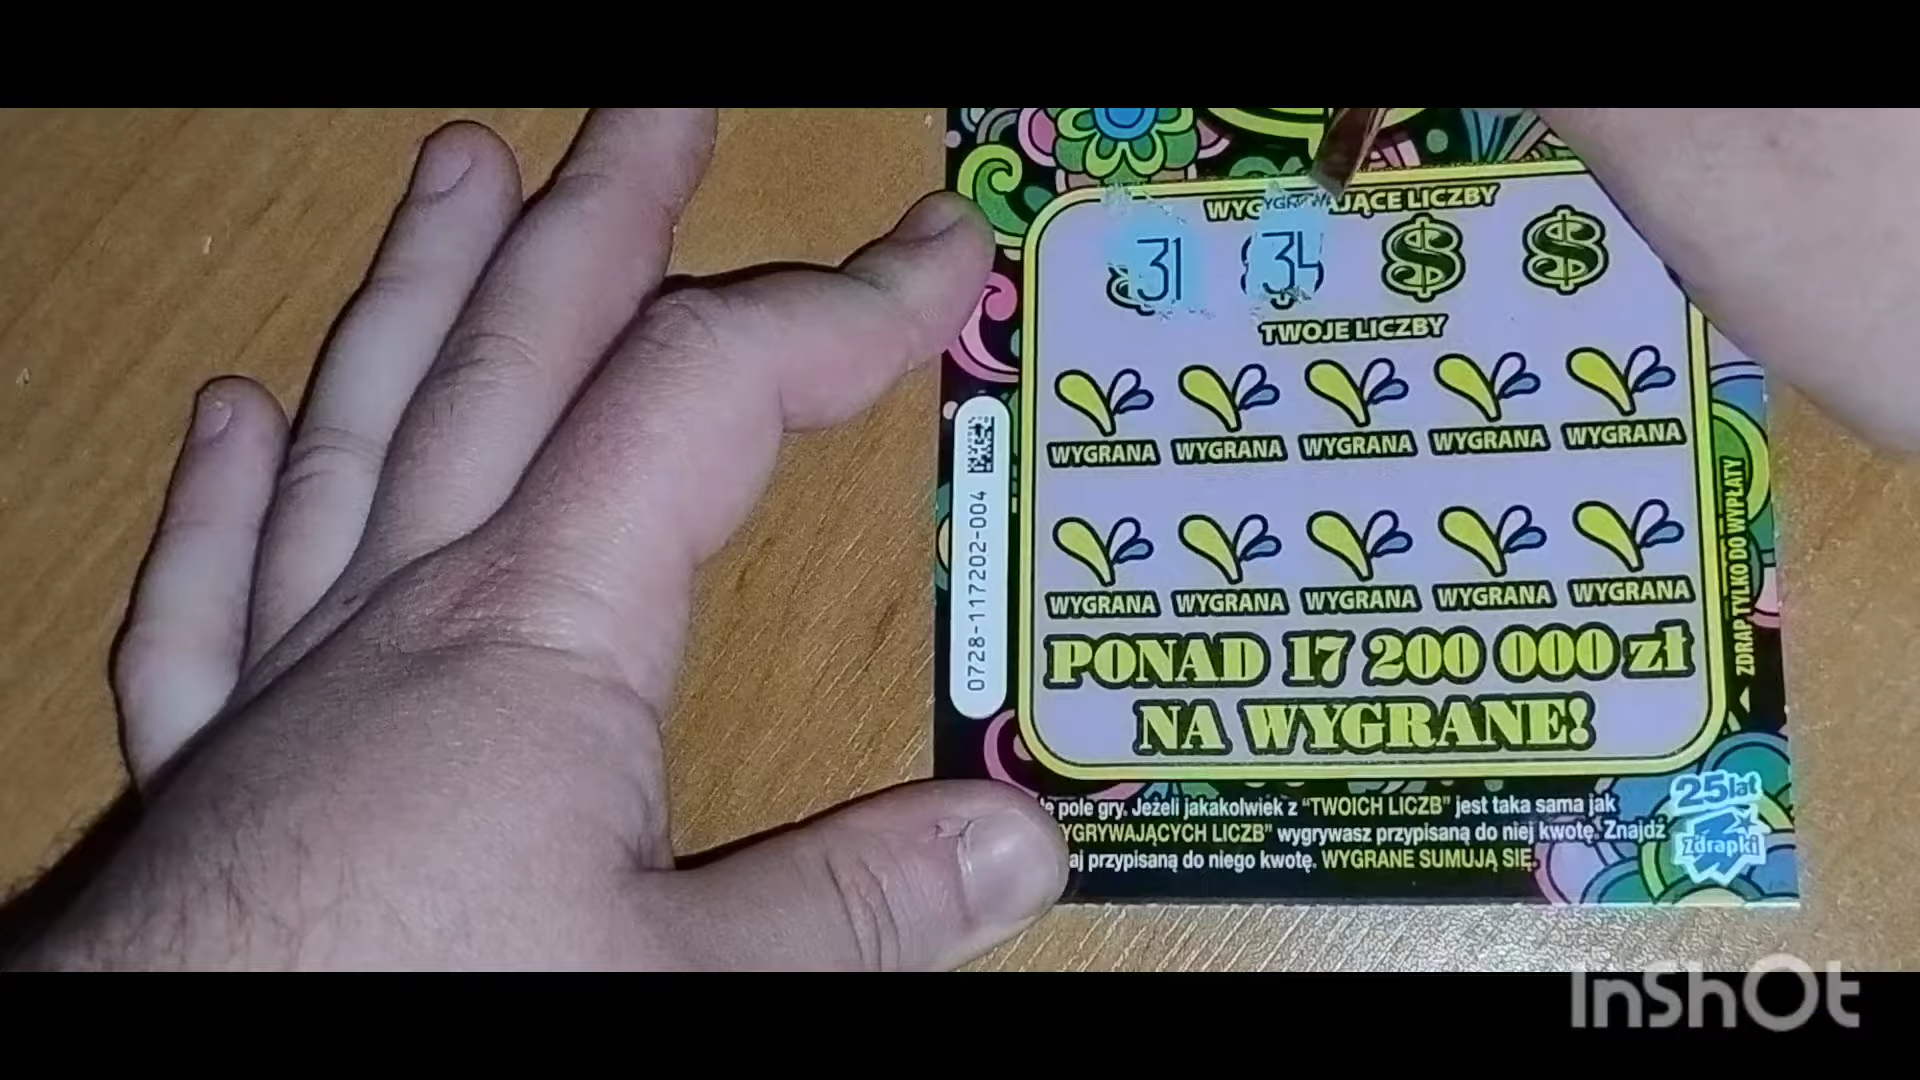 WYGRYWAJĄCE LICZBY
31 34 $ $
TWOJE LICZBY
WYGRANA WYGRANA WYGRANA WYGRANA WYGRANA
WYGRANA WYGRANA WYGRANA WYGRANA WYGRANA
PONAD 17 200 000 zł
NA WYGRANE!
0728-117202-004
ZDRAP TYLKO DO WYPŁATY
pole gry. Jeżeli jakakolwiek z "TWOICH LICZB" jest taka sama jak
YGRYWAJĄCYCH LICZB" wygrywasz przypisaną do niej kwotę. Znajdź
aj przypisaną do niego kwotę. WYGRANE SUMUJĄ SIĘ.
25 lat
Zdrapki
InShOt